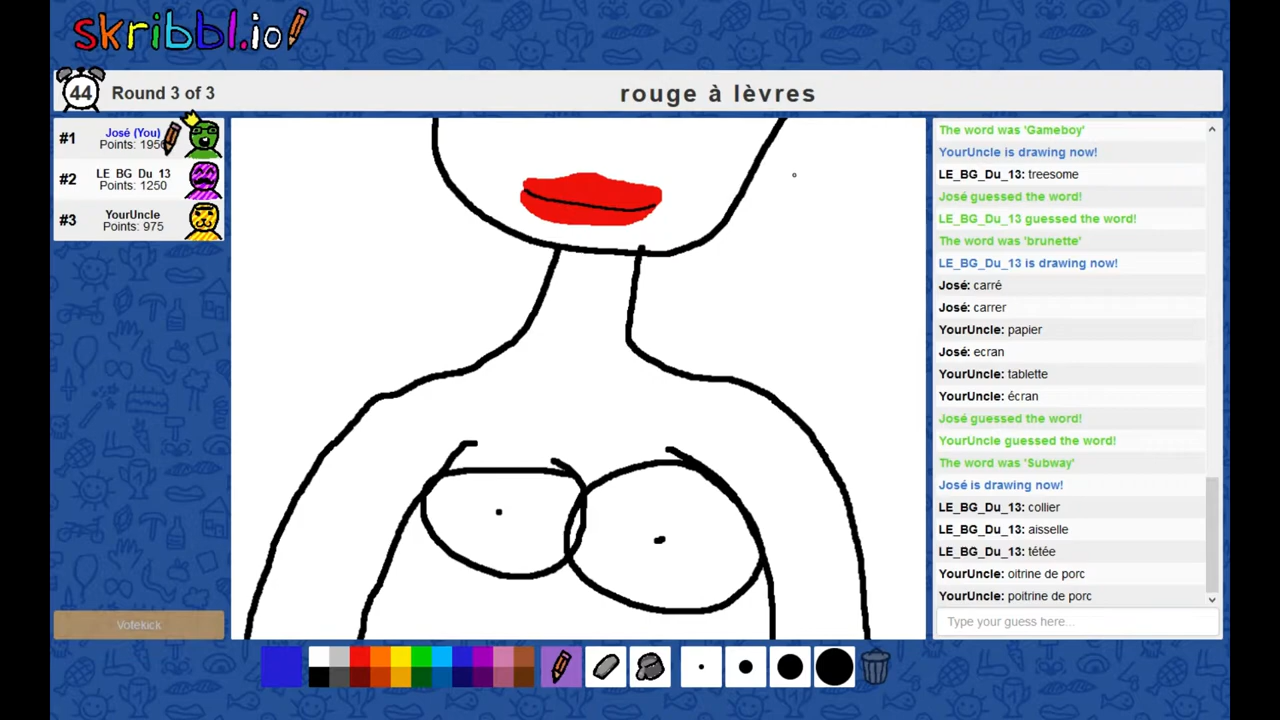 skribbl.io
44
Round 3 of 3
rouge à lèvres
#1
José (You)
Points: 1956
#2
LE_BG_Du_13
Points: 1250
#3
YourUncle
Points: 975
Votekick
The word was 'Gameboy'
YourUncle is drawing now!
LE_BG_Du_13: treesome
José guessed the word!
LE_BG_Du_13 guessed the word!
The word was 'brunette'
LE_BG_Du_13 is drawing now!
José: carré
José: carrer
YourUncle: papier
José: ecran
YourUncle: tablette
YourUncle: écran
José guessed the word!
YourUncle guessed the word!
The word was 'Subway'
José is drawing now!
LE_BG_Du_13: collier
LE_BG_Du_13: aisselle
LE_BG_Du_13: tétée
YourUncle: oitrine de porc
YourUncle: poitrine de porc
Type your guess here...